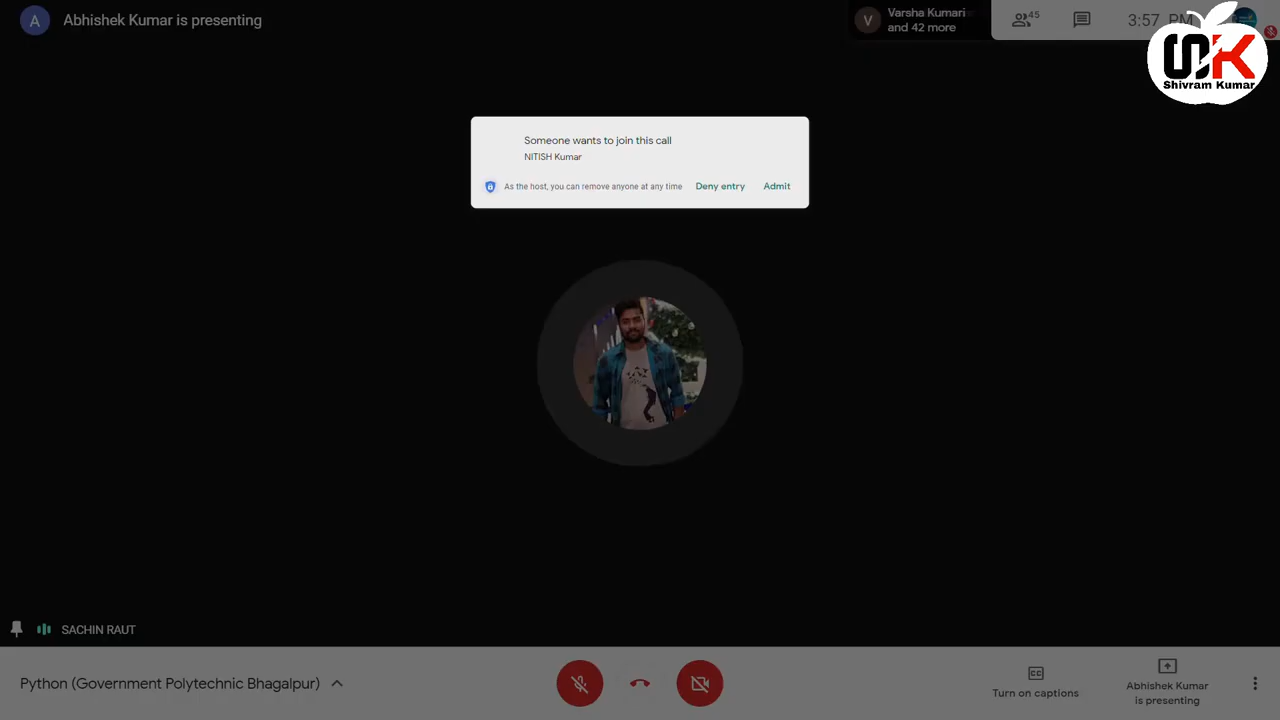 A
Abhishek Kumar is presenting
V
Varsha Kumari
and 42 more
45
3:57 PM
SK
Shivram Kumar
Someone wants to join this call
NITISH Kumar
As the host, you can remove anyone at any time
Deny entry
Admit
SACHIN RAUT
Python (Government Polytechnic Bhagalpur)
CC
Turn on captions
Abhishek Kumar
is presenting